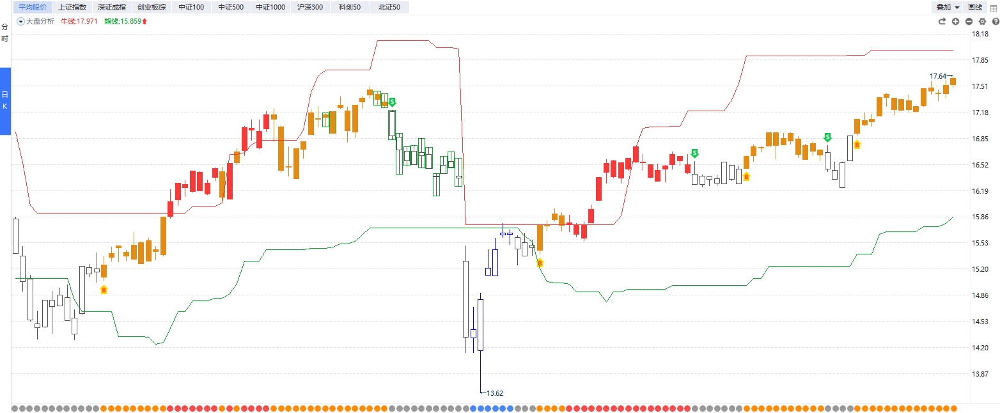 平均股价 上证指数 深证成指 创业板综 中证100 中证500 中证1000 沪深300 科创50 北证50 叠加 画线
大盘分析 牛线:17.971 熊线:15.859
分时
日K
18.18
17.85
17.64
17.51
17.18
16.85
16.52
16.19
15.86
15.53
15.20
14.86
14.53
14.20
13.87
13.62
S
S
S
B
B
B
B